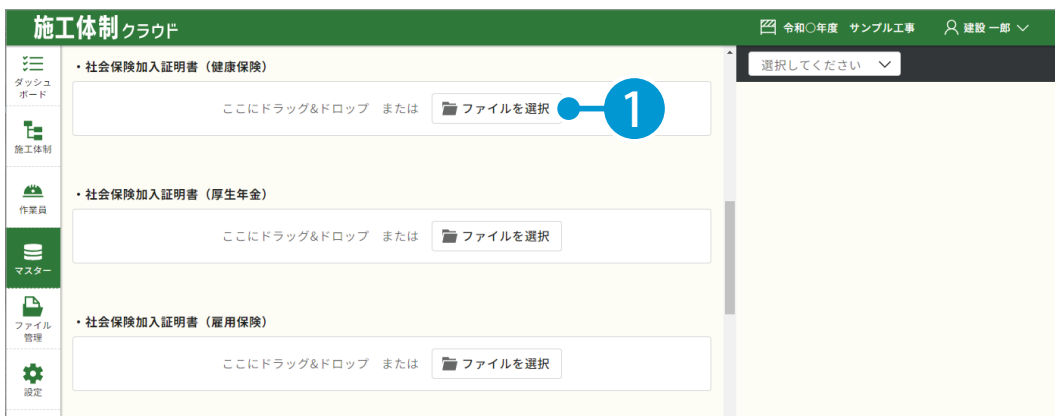 施工体制クラウド
令和○年度 サンプル工事
建設 一郎
ダッシュ
ボード
施工体制
作業員
マスター
ファイル
管理
設定
・社会保険加入証明書（健康保険）
ここにドラッグ&ドロップ または ファイルを選択
1
・社会保険加入証明書（厚生年金）
ここにドラッグ&ドロップ または ファイルを選択
・社会保険加入証明書（雇用保険）
ここにドラッグ&ドロップ または ファイルを選択
選択してください